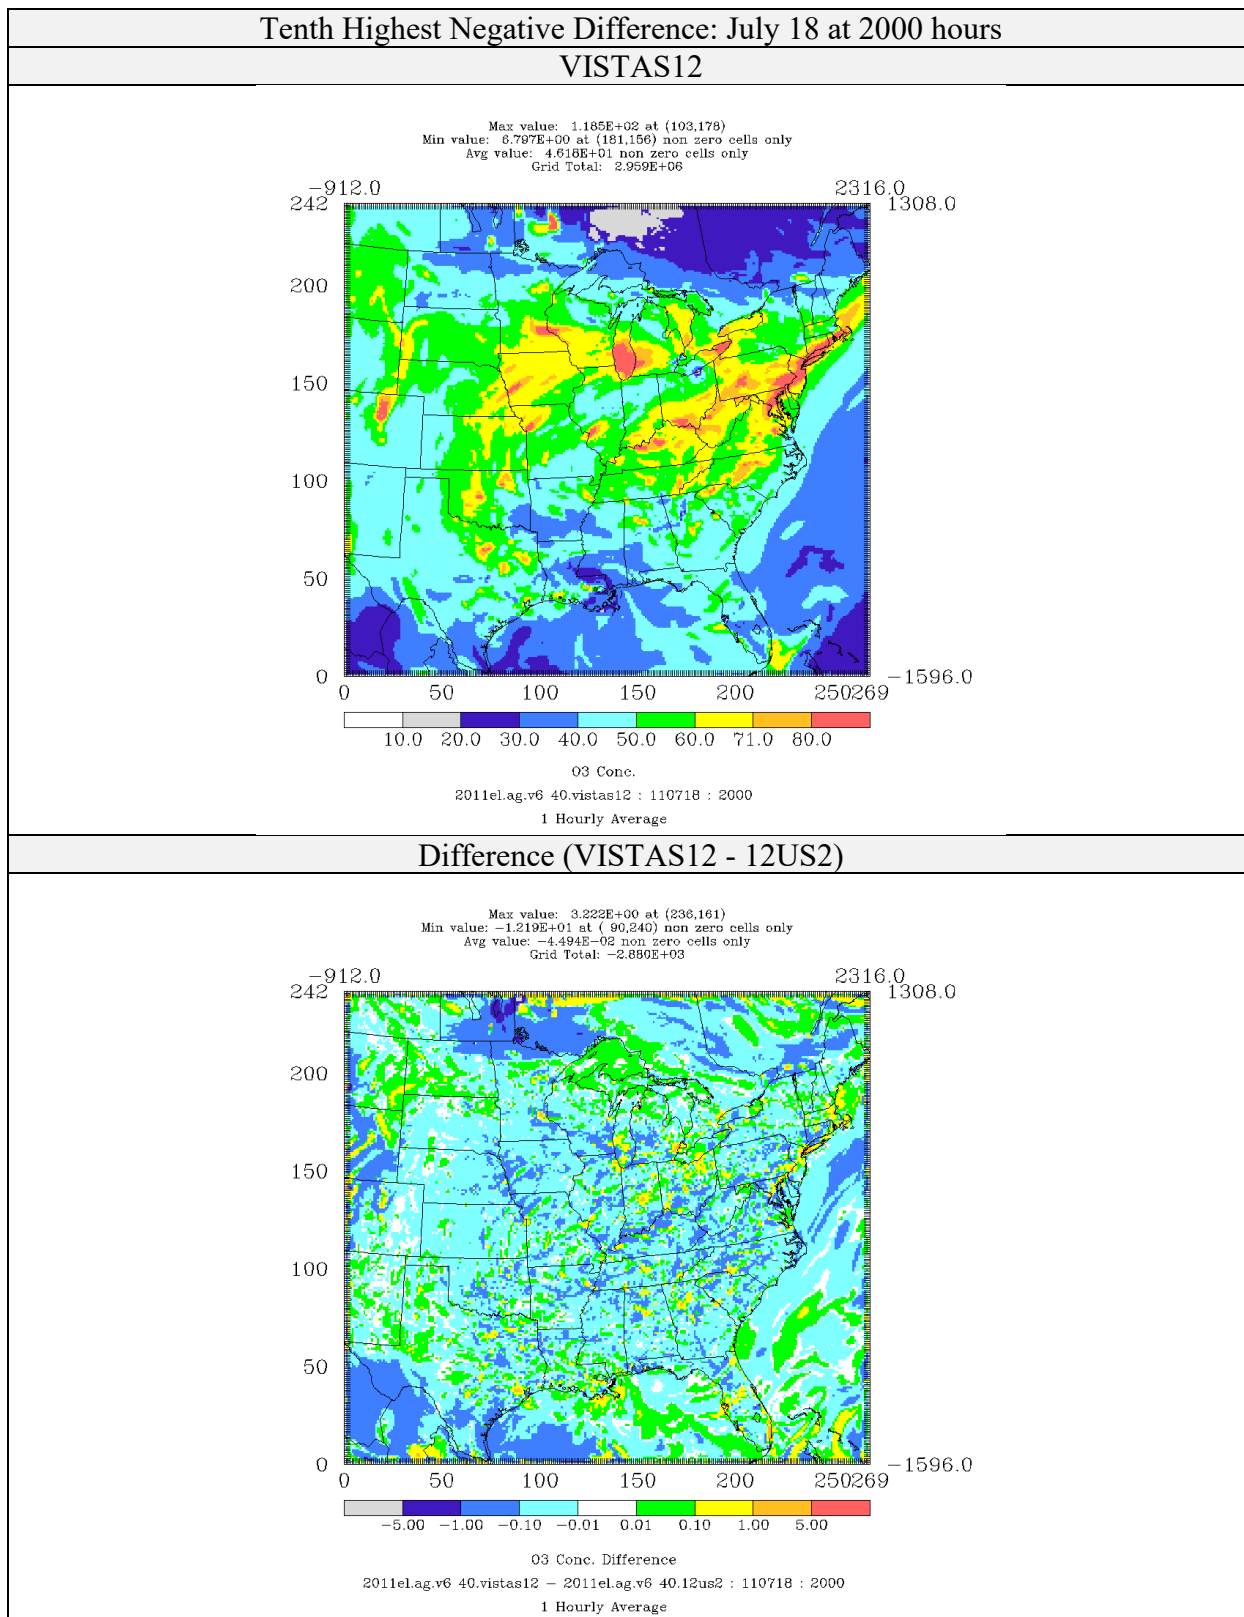 Tenth Highest Negative Difference: July 18 at 2000 hours
VISTAS12
Max value: 1.185E+02 at (103,178)
Min value: 6.797E+00 at (181,156) non zero cells only
Avg value: 4.618E+01 non zero cells only
Grid Total: 2.959E+06
-912.0 2316.0
242 1308.0
200
150
100
50
0 -1596.0
0 50 100 150 200 250269
10.0 20.0 30.0 40.0 50.0 60.0 71.0 80.0
O3 Conc.
2011el.ag.v6 40.vistas12 : 110718 : 2000
1 Hourly Average
Difference (VISTAS12 - 12US2)
Max value: 3.222E+00 at (236,161)
Min value: -1.219E+01 at ( 90,240) non zero cells only
Avg value: -4.494E-02 non zero cells only
Grid Total: -2.880E+03
-912.0 2316.0
242 1308.0
200
150
100
50
0 -1596.0
0 50 100 150 200 250269
-5.00 -1.00 -0.10 -0.01 0.01 0.10 1.00 5.00
O3 Conc. Difference
2011el.ag.v6 40.vistas12 - 2011el.ag.v6 40.12us2 : 110718 : 2000
1 Hourly Average